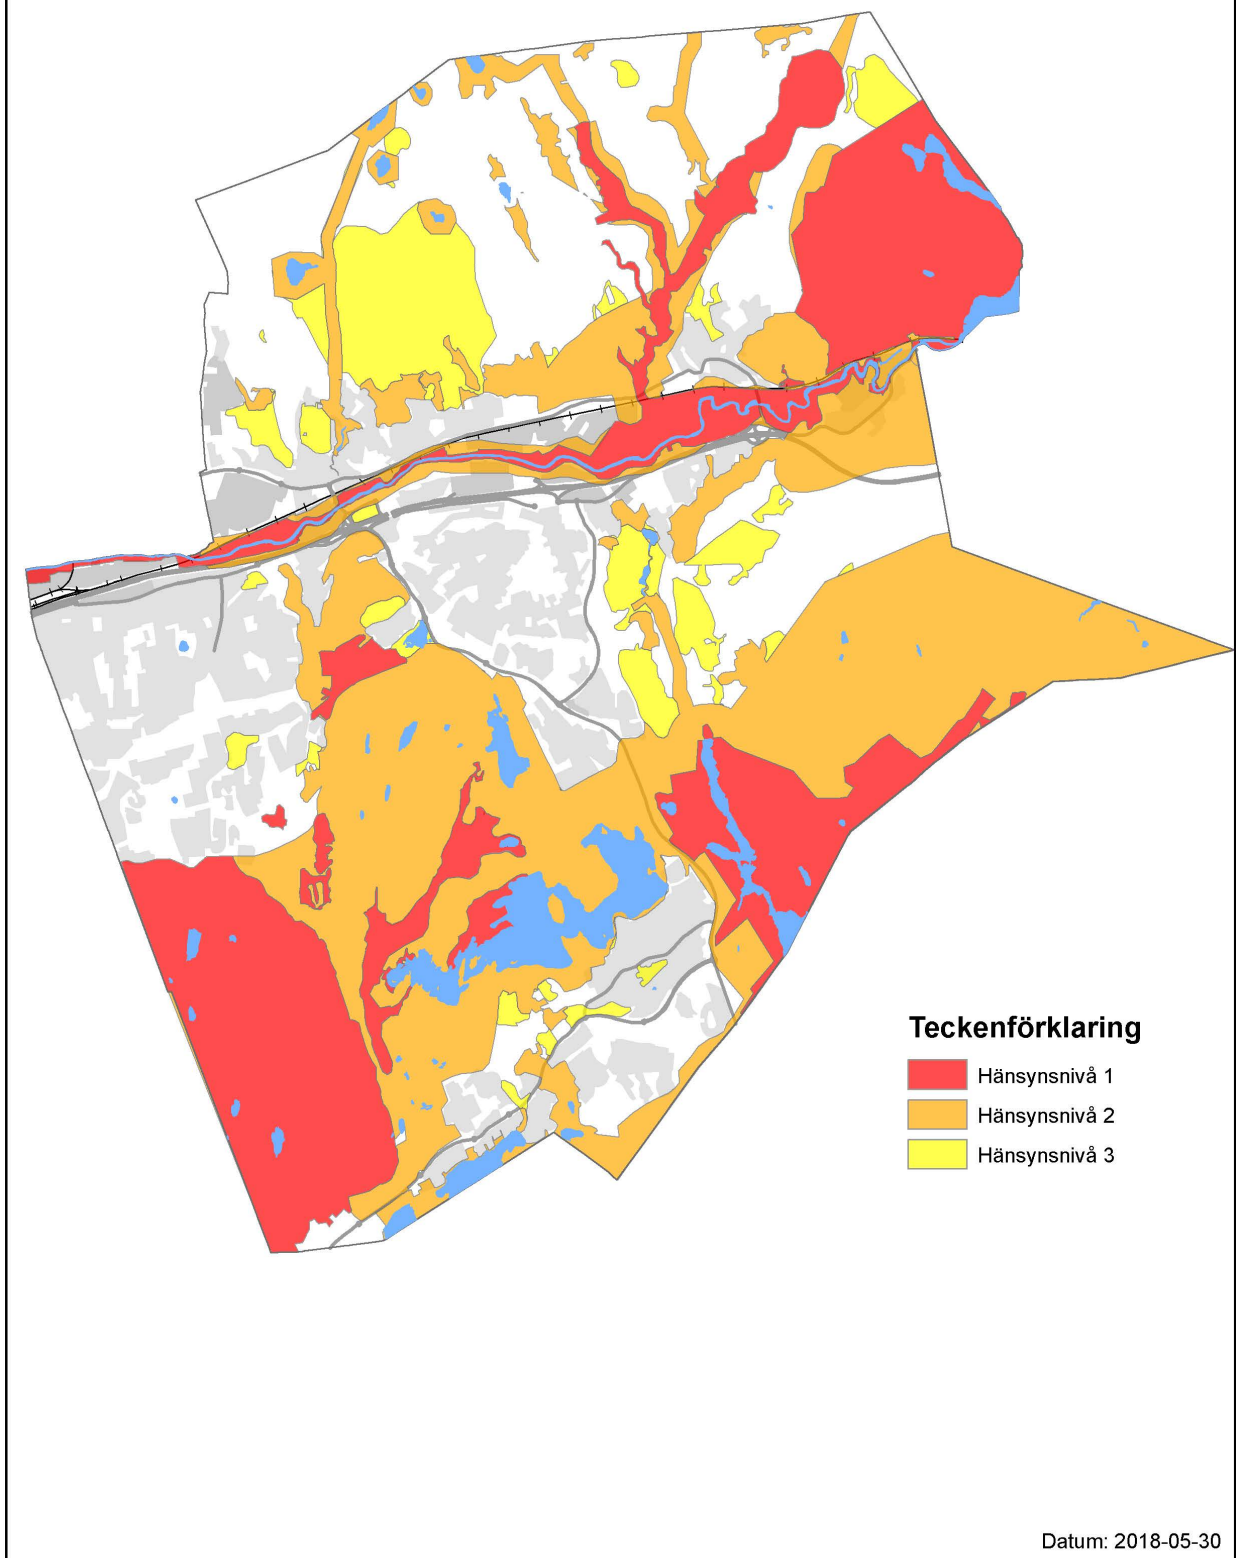 Teckenförklaring
Hänsynsnivå 1
Hänsynsnivå 2
Hänsynsnivå 3
Datum: 2018-05-30